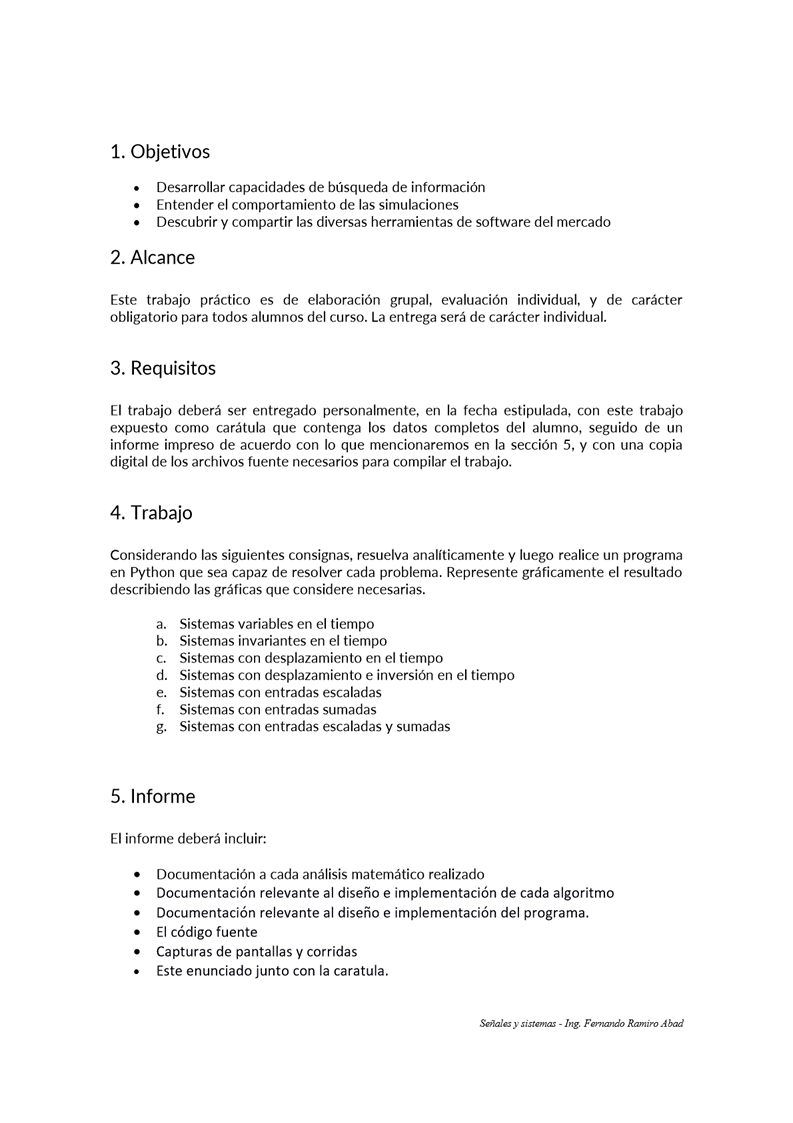 1. Objetivos
• Desarrollar capacidades de búsqueda de información
• Entender el comportamiento de las simulaciones
• Descubrir y compartir las diversas herramientas de software del mercado
2. Alcance
Este trabajo práctico es de elaboración grupal, evaluación individual, y de carácter
obligatorio para todos alumnos del curso. La entrega será de carácter individual.
3. Requisitos
El trabajo deberá ser entregado personalmente, en la fecha estipulada, con este trabajo
expuesto como carátula que contenga los datos completos del alumno, seguido de un
informe impreso de acuerdo con lo que mencionaremos en la sección 5, y con una copia
digital de los archivos fuente necesarios para compilar el trabajo.
4. Trabajo
Considerando las siguientes consignas, resuelva analíticamente y luego realice un programa
en Python que sea capaz de resolver cada problema. Represente gráficamente el resultado
describiendo las gráficas que considere necesarias.
a. Sistemas variables en el tiempo
b. Sistemas invariantes en el tiempo
c. Sistemas con desplazamiento en el tiempo
d. Sistemas con desplazamiento e inversión en el tiempo
e. Sistemas con entradas escaladas
f. Sistemas con entradas sumadas
g. Sistemas con entradas escaladas y sumadas
5. Informe
El informe deberá incluir:
• Documentación a cada análisis matemático realizado
• Documentación relevante al diseño e implementación de cada algoritmo
• Documentación relevante al diseño e implementación del programa.
• El código fuente
• Capturas de pantallas y corridas
• Este enunciado junto con la caratula.
Señales y sistemas - Ing. Fernando Ramiro Abad